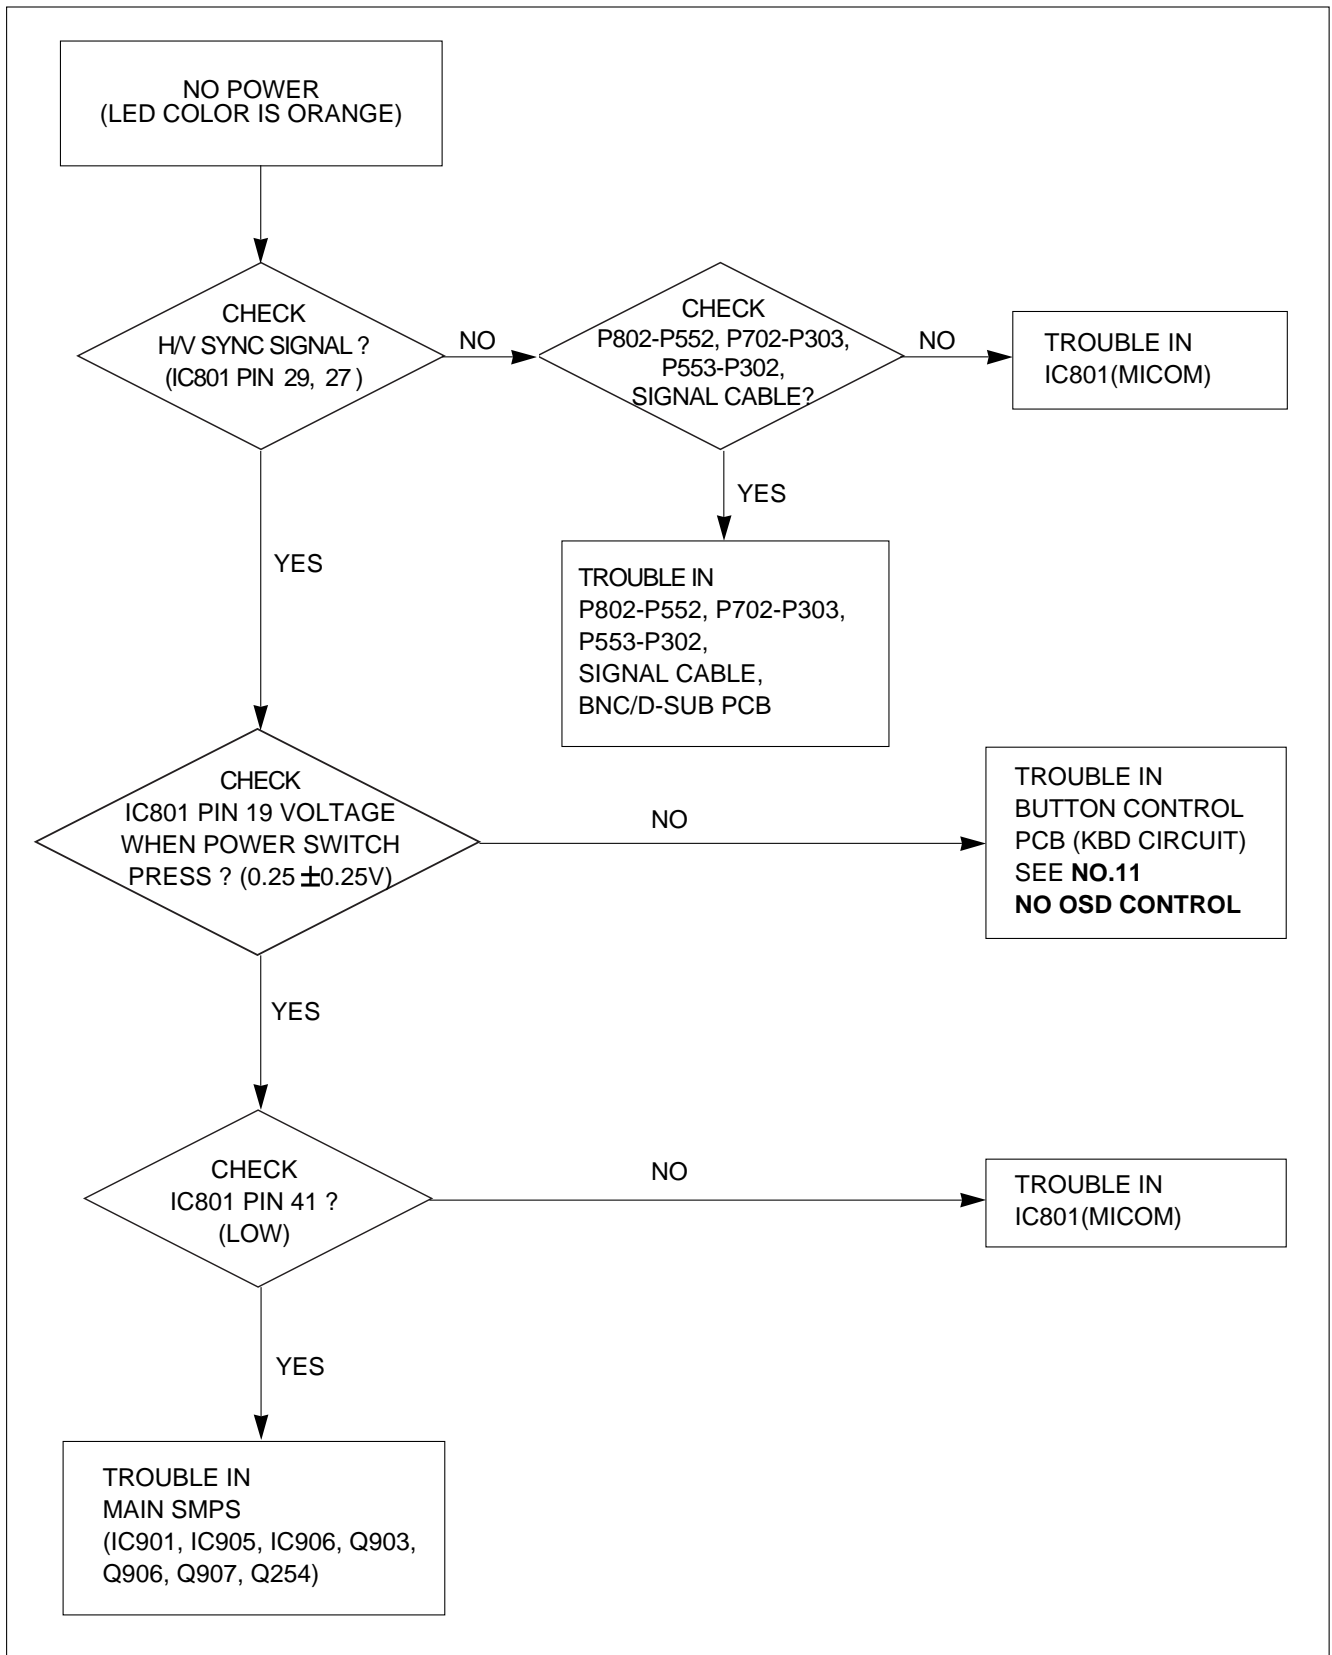 NO POWER
(LED COLOR IS ORANGE)
CHECK
H/V SYNC SIGNAL ?
(IC801 PIN 29, 27 )
NO
CHECK
P802-P552, P702-P303,
P553-P302,
SIGNAL CABLE?
NO
TROUBLE IN
IC801(MICOM)
YES
TROUBLE IN
P802-P552, P702-P303,
P553-P302,
SIGNAL CABLE,
BNC/D-SUB PCB
YES
CHECK
IC801 PIN 19 VOLTAGE
WHEN POWER SWITCH
PRESS ? (0.25 ±0.25V)
NO
TROUBLE IN
BUTTON CONTROL
PCB (KBD CIRCUIT)
SEE NO.11
NO OSD CONTROL
YES
CHECK
IC801 PIN 41 ?
(LOW)
NO
TROUBLE IN
IC801(MICOM)
YES
TROUBLE IN
MAIN SMPS
(IC901, IC905, IC906, Q903,
Q906, Q907, Q254)